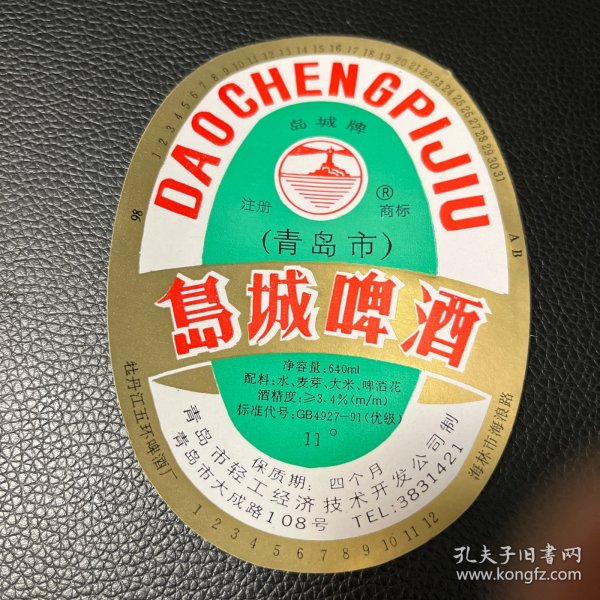 1 2 3 4 5 6 7 8 9 10 11 12 13 14 15 16 17 18 19 20 21 22 23 24 25 26 27 28 29 30 31
DAOCHENGPIJIU
岛城牌
注册 ® 商标
(青岛市)
86
A B
岛城啤酒
净容量:640ml
配料:水、麦芽、大米、啤酒花
酒精度:≥3.4%(m/m)
标准代号:GB4927-91(优级)
11°
保质期:四个月
青岛市轻工经济技术开发公司制
青岛市大成路108号 TEL:3831421
牡丹江五环啤酒厂
海林市海浪路
1 2 3 4 5 6 7 8 9 10 11 12
孔夫子旧书网
www.kongfz.com